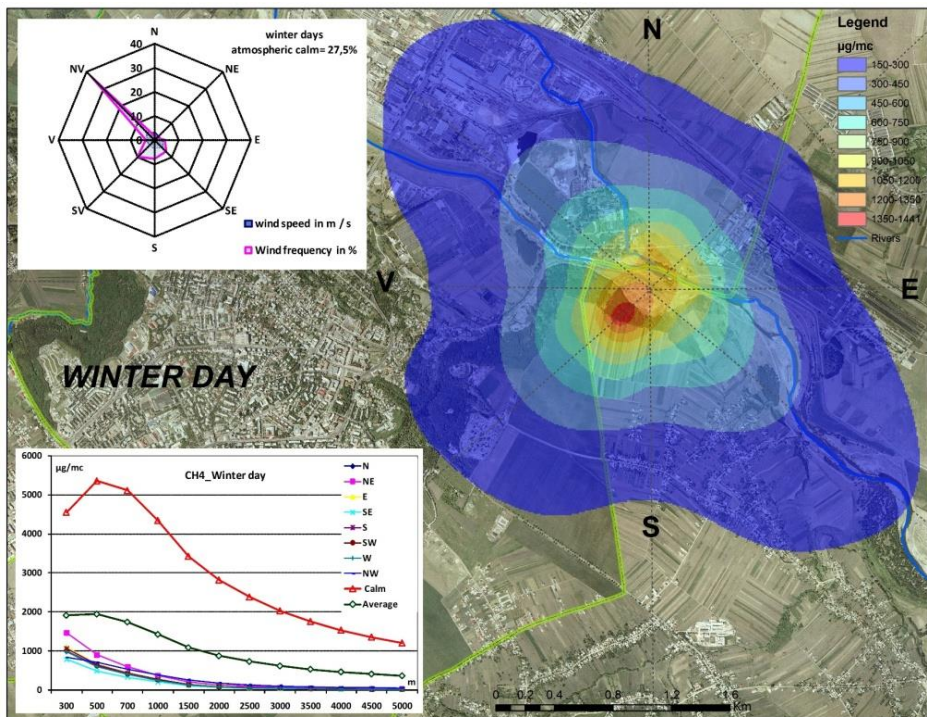 winter days
atmospheric calm= 27,5%
N
NE
E
SE
S
SV
V
NV
40
30
20
10
0
wind speed in m / s
Wind frequency in %
N
E
S
V
Legend
µg/mc
150-300
300-450
450-600
600-750
750-900
900-1050
1050-1200
1200-1350
1350-1441
Rivers
WINTER DAY
CH4_Winter day
µg/mc
6000
5000
4000
3000
2000
1000
0
300 500 700 1000 1500 2000 2500 3000 3500 4000 4500 5000
m
N
NE
E
SE
S
SW
W
NW
Calm
Average
0 0.2 0.4 0.8 1.2 1.6
Km